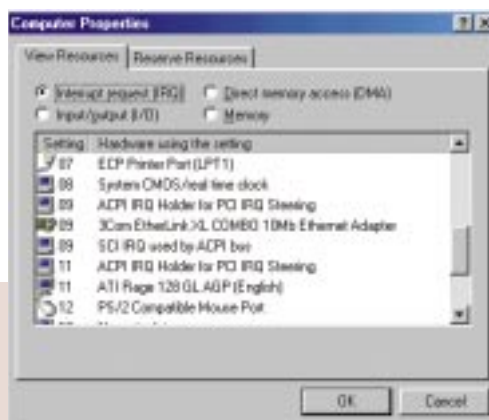 Computer Properties
View Resources
Reserve Resources
Interrupt request (IRQ)
Direct memory access (DMA)
Input/output (I/O)
Memory
Setting Hardware using the setting
07 ECP Printer Port (LPT1)
08 System CMOS/real time clock
09 ACPI IRQ Holder for PCI IRQ Steering
09 3Com EtherLink XL COMBO 10Mb Ethernet Adapter
09 SCI IRQ used by ACPI bus
11 ACPI IRQ Holder for PCI IRQ Steering
11 ATI Rage 128 GL AGP (English)
12 PS/2 Compatible Mouse Port
OK
Cancel